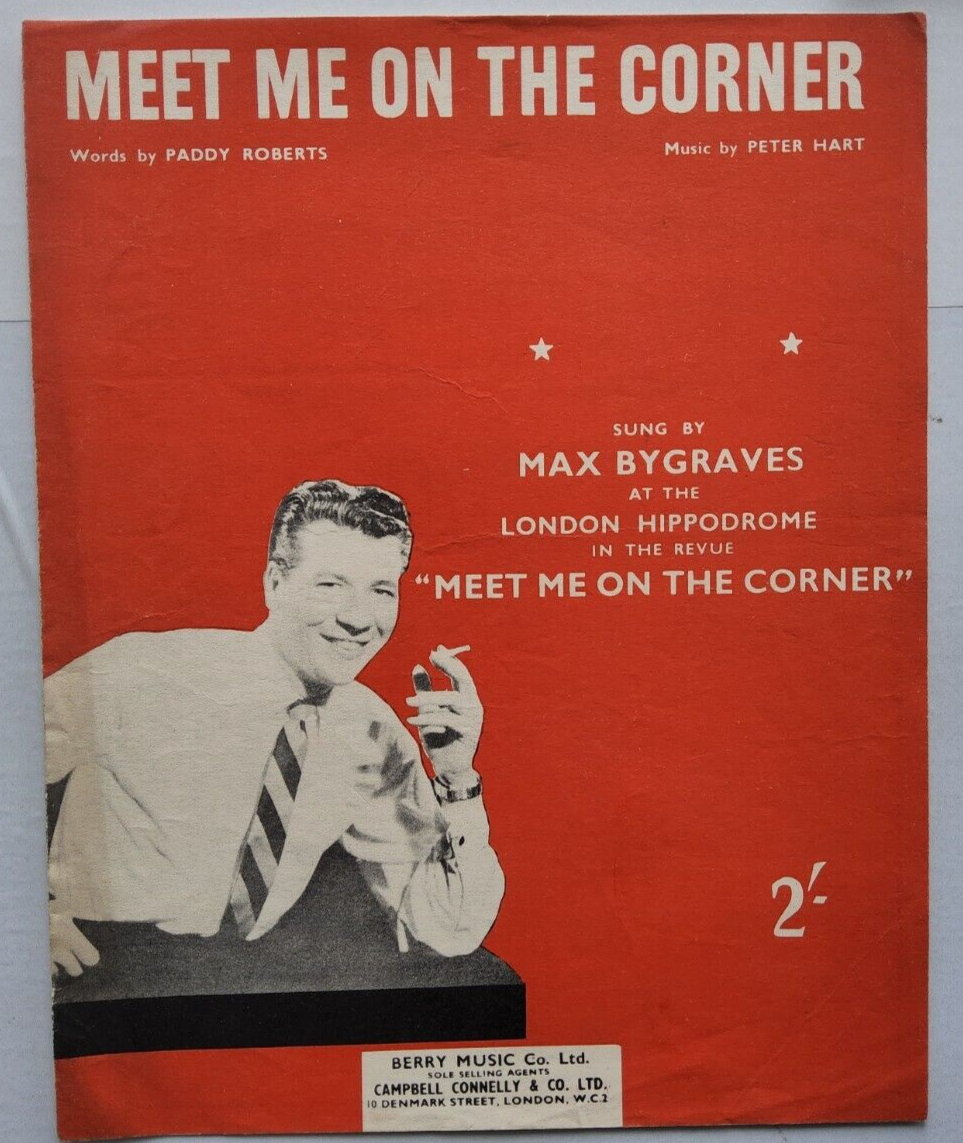 MEET ME ON THE CORNER
Words by PADDY ROBERTS
Music by PETER HART
SUNG BY
MAX BYGRAVES
AT THE
LONDON HIPPODROME
IN THE REVUE
“MEET ME ON THE CORNER”
2/-
BERRY MUSIC Co. Ltd.
SOLE SELLING AGENTS
CAMPBELL CONNELLY & CO. LTD.
10 DENMARK STREET, LONDON, W.C.2